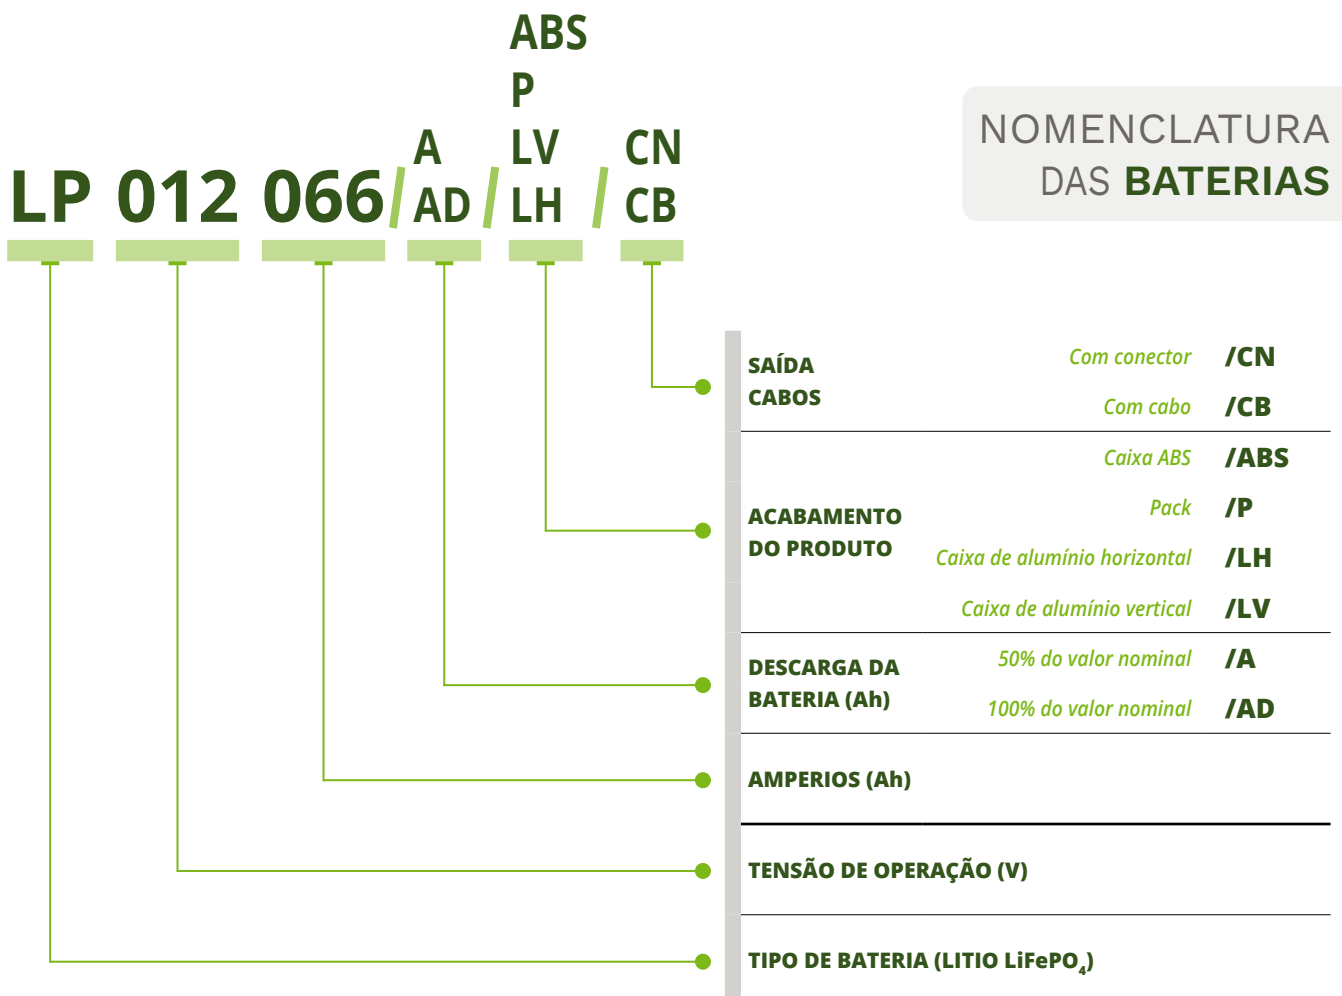 ABS
P
A LV CN
LP 012 066 / AD / LH / CB
NOMENCLATURA
DAS BATERIAS
SAÍDA
CABOS
Com conector /CN
Com cabo /CB
Caixa ABS /ABS
ACABAMENTO
DO PRODUTO
Pack /P
Caixa de alumínio horizontal /LH
Caixa de alumínio vertical /LV
DESCARGA DA
BATERIA (Ah)
50% do valor nominal /A
100% do valor nominal /AD
AMPERIOS (Ah)
TENSÃO DE OPERAÇÃO (V)
TIPO DE BATERIA (LITIO LiFePO₄)